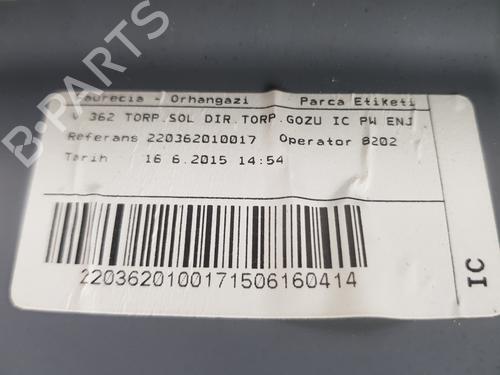 Faurecia - Orhangazi Parca Etiketi
362 TORP.SOL DIR.TORP.GOZU IC PW ENJ.
Referans 220362010017 Operator 8202
Tarih 16 6.2015 14:54
2203620100171506160414
IC
B-PARTS